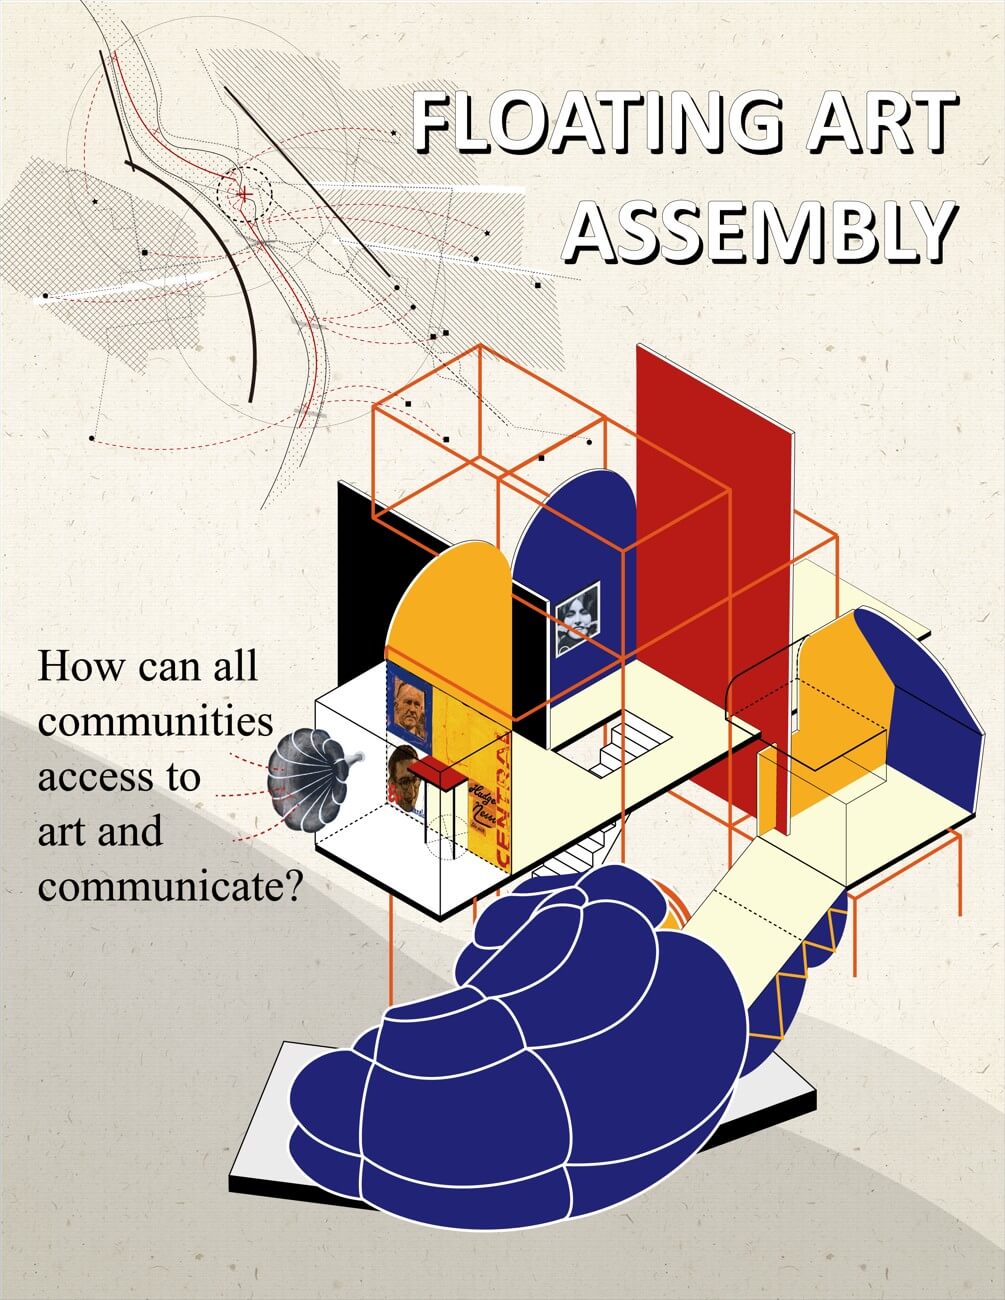 FLOATING ART
ASSEMBLY
How can all
communities
access to
art and
communicate?
CENTRAL